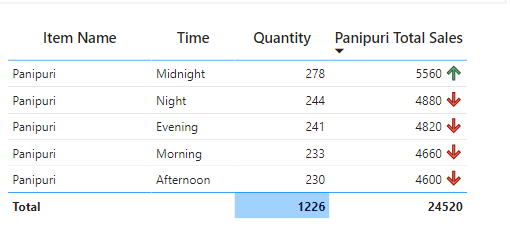 Item Name Time Quantity Panipuri Total Sales
Panipuri Midnight 278 5560
Panipuri Night 244 4880
Panipuri Evening 241 4820
Panipuri Morning 233 4660
Panipuri Afternoon 230 4600
Total 1226 24520